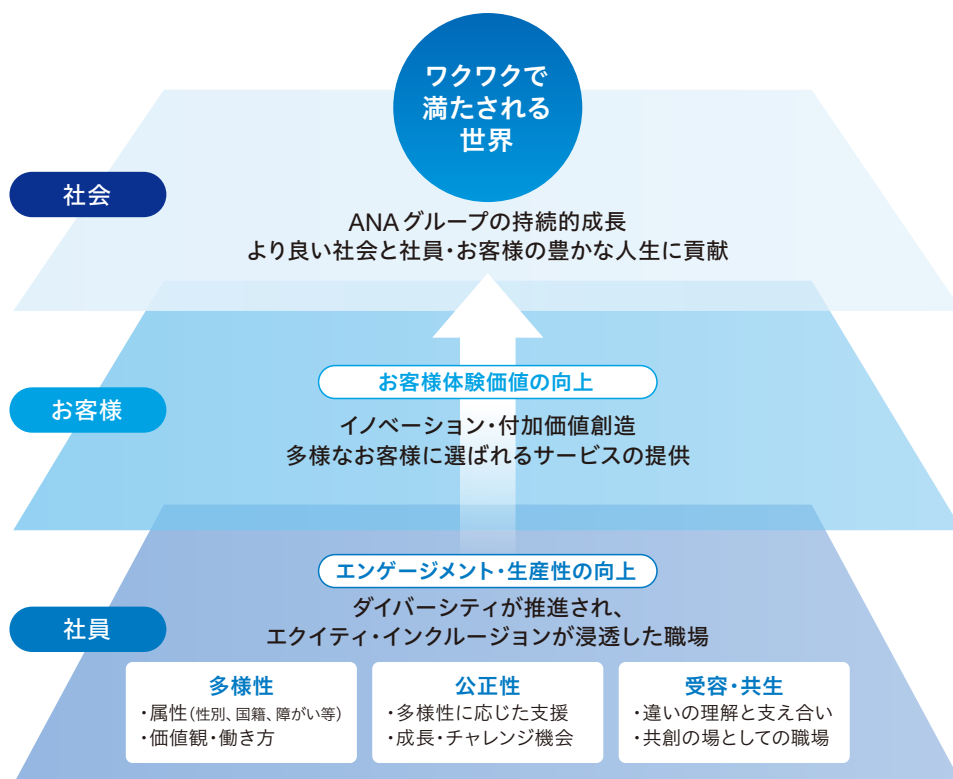 ワクワクで
満たされる
世界
社会
ANAグループの持続的成長
より良い社会と社員・お客様の豊かな人生に貢献
お客様
お客様体験価値の向上
イノベーション・付加価値創造
多様なお客様に選ばれるサービスの提供
社員
エンゲージメント・生産性の向上
ダイバーシティが推進され、
エクイティ・インクルージョンが浸透した職場
多様性
・属性(性別、国籍、障がい等)
・価値観・働き方
公正性
・多様性に応じた支援
・成長・チャレンジ機会
受容・共生
・違いの理解と支え合い
・共創の場としての職場